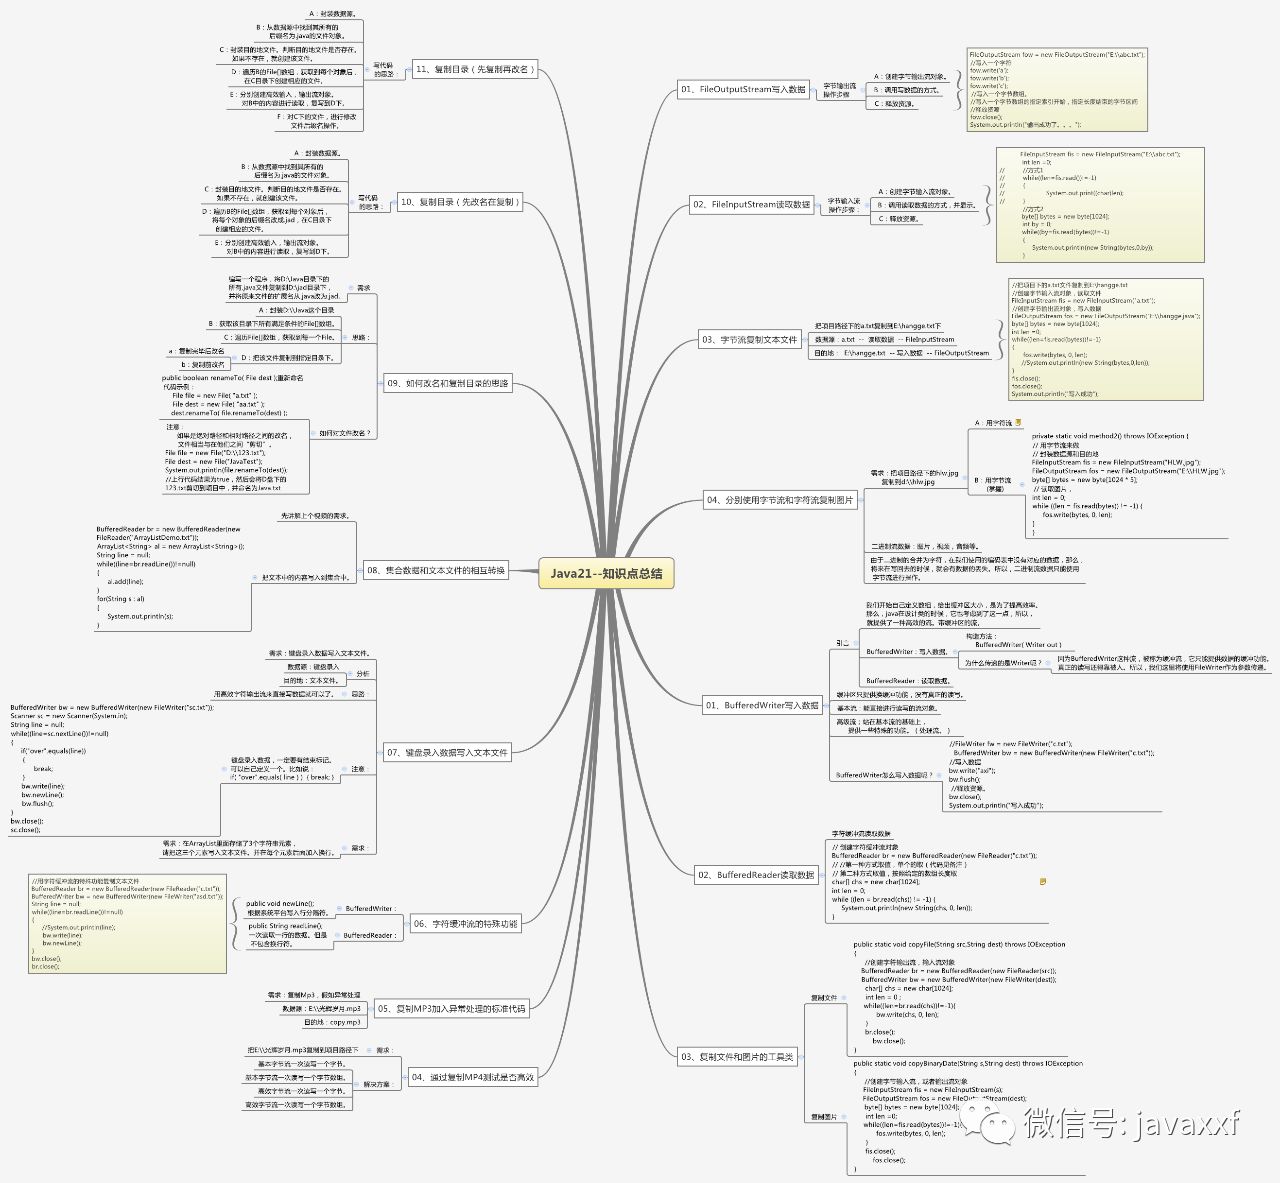 Java21--知识点总结
01、FileOutputStream写入数据
字节输出流
操作步骤
A：创建字节输出流对象。
B：调用写数据的方式。
C：释放资源。
FileOutputStream fow = new FileOutputStream("E:\\abc.txt");
//写入一个字符
fow.write('a');
fow.write('b');
fow.write('c');
//写入一个字节数组。
//写入一个字节数组的指定索引开始，指定长度结束的字节区间
//释放资源
fow.close();
System.out.println("输出成功了。。。");
02、FileInputStream读取数据
字节输入流
操作步骤：
A：创建字节输入流对象。
B：调用读取数据的方式，并显示。
C：释放资源。
FileInputStream fis = new FileInputStream("E:\\abc.txt");
int len =0;
// //方式1
// while((len=fis.read()) =-1)
// {
// System.out.print((char)len);
// }
//方式2
byte[] bytes = new byte[1024];
int by = 0;
while((by=fis.read(bytes))!=-1)
{
System.out.println(new String(bytes,0,by));
}
03、字节流复制文本文件
把项目路径下的a.txt复制到E:\hangge.txt下
数据源：a.txt -- 读取数据 -- FileInputStream
目的地： E:\hangge.txt -- 写入数据 -- FileOutputStream
//把项目下的a.txt文件复制到E:\hangge.txt
//创建字节输入流对象，读取文件
FileInputStream fis = new FileInputStream("a.txt");
//创建字节输出流对象，写入数据
FileOutputStream fos = new FileOutputStream("E:\\hangge.java");
byte[] bytes = new byte[1024];
int len =0;
while((len=fis.read(bytes))!=-1)
{
fos.write(bytes, 0, len);
//System.out.println(new String(bytes,0,len));
}
fis.close();
fos.close();
System.out.println("写入成功");
04、分别使用字节流和字符流复制图片
需求：把项目路径下的hlw.jpg
复制到d:\\hlw.jpg
A：用字符流
B：用字节流
(掌握)
private static void method2() throws IOException {
// 用字节流来做
// 封装数据源和目的地
FileInputStream fis = new FileInputStream("HLW.jpg");
FileOutputStream fos = new FileOutputStream("E:\\HLW.jpg");
byte[] bytes = new byte[1024 * 5];
// 读取图片，
int len = 0;
while ((len = fis.read(bytes)) != -1) {
fos.write(bytes, 0, len);
}
}
二进制流数据：图片，视频，音频等。
由于二进制的合并为字符，在我们使用的编码表中没有对应的数据，那么，
将来在写回去的时候，就会有数据的丢失。所以，二进制流数据只能使用
字节流进行操作。
01、BufferedWriter写入数据
引言
我们开始自己定义数组，给出缓冲区大小，是为了提高效率。
那么，java在设计类的时候，它也考虑到了这一点，所以，
就提供了一种高效的流。带缓冲区的流。
BufferedWriter：写入数据。
构造方法：
BufferedWriter( Writer out )
为什么传递的是Writer呢？
因为BufferedWriter这种流，被称为缓冲流，它只能提供数据的缓冲功能。
真正的读写还得靠被人。所以，我们这里将使用FileWriter作为参数传递。
BufferedReader：读取数据。
缓冲区只提供换缓冲功能，没有真正的读写。
基本流：能直接进行读写的流对象。
高级流：站在基本流的基础上，
提供一些特殊的功能。（处理流。）
BufferedWriter怎么写入数据呢？
//FileWriter fw = new FileWriter("c.txt");
BufferedWriter bw = new BufferedWriter(new FileWriter("c.txt"));
//写入数据
bw.write("axl");
bw.flush();
//释放资源。
bw.close();
System.out.println("写入成功");
02、BufferedReader读取数据
字符缓冲流读取数据
// 创建字符缓冲流对象
BufferedReader br = new BufferedReader(new FileReader("c.txt"));
// //第一种方式取值，单个的取（代码见备注）
// 第二种方式取值，按照给定的数组长度取
char[] chs = new char[1024];
int len = 0;
while ((len = br.read(chs)) != -1) {
System.out.println(new String(chs, 0, len));
}
03、复制文件和图片的工具类
复制文件
public static void copyFile(String src,String dest) throws IOException
{
//创建字符输出流，输入流对象
BufferedReader br = new BufferedReader(new FileReader(src));
BufferedWriter bw = new BufferedWriter(new FileWriter(dest));
char[] chs = new char[1024];
int len = 0 ;
while((len=br.read(chs))!=-1){
bw.write(chs, 0, len);
}
br.close();
bw.close();
}
复制图片
public static void copyBinaryDate(String s,String dest) throws IOException
{
//创建字节输入流，或者输出流对象
FileInputStream fis = new FileInputStream(s);
FileOutputStream fos = new FileOutputStream(dest);
byte[] bytes = new byte[1024];
int len =0;
while((len=fis.read(bytes))!=-1){
fos.write(bytes, 0, len);
}
fis.close();
fos.close();
}
11、复制目录（先复制再改名）
写代码
的思路：
A：封装数据源。
B：从数据源中找到其所有的
后缀名为.java的文件对象。
C：封装目的地文件。判断目的地文件是否存在。
如果不存在，就创建该文件。
D：遍历B的File[]数组，获取到每个对象后，
在C目录下创建相应的文件。
E：分别创建高效输入，输出流对象。
对B中的内容进行读取，复写到D下。
F：对C下的文件，进行修改
文件后缀名操作，
10、复制目录（先改名在复制）
写代码
的思路：
A：封装数据源。
B：从数据源中找到其所有的
后缀名为.java的文件对象。
C：封装目的地文件。判断目的地文件是否存在。
如果不存在，就创建该文件。
D：遍历B的File[]数组，获取到每个对象后，
将每个对象的后缀名改成.jad，在C目录下
创建相应的文件。
E：分别创建高效输入，输出流对象。
对B中的内容进行读取，复写到D下。
09、如何改名和复制目录的思路
需求
编写一个程序，将D:\Java目录下的
所有.java文件复制到D:\jad目录下，
并将原来文件的扩展名从.java改为.jad.
思路：
A：封装D:\\Java这个目录
B：获取该目录下所有满足条件的File[]数组。
C：遍历File[]数组，获取到每一个File。
D：把该文件复制到指定目录下。
a：复制完毕后改名
b：复制前改名
如何对文件改名？
public boolean renameTo( File dest );重新命名
代码示例：
File file = new File( "a.txt" );
File dest = new File( "aa.txt" );
dest.renameTo( file.renameTo(dest) );
注意：
如果是绝对路径和相对路径之间的改名，
文件相当与在他们之间“剪切”。
File file = new File("D:\\123.txt");
File dest = new File("JavaTest");
System.out.println(file.renameTo(dest));
//上行代码结果为true，然后会将D盘下的
123.txt剪切到项目中，并命名为Java.txt
08、集合数据和文本文件的相互转换
先讲解上个视频的需求。
把文本中的内容写入到集合中。
BufferedReader br = new BufferedReader(new
FileReader("ArrayListDemo.txt"));
ArrayList<String> al = new ArrayList<String>();
String line = null;
while((line=br.readLine())!=null)
{
al.add(line);
}
for(String s : al)
{
System.out.println(s);
}
07、键盘录入数据写入文本文件
需求：键盘录入数据写入文本文件。
分析
数据源：键盘录入
目的地：文本文件。
思路：
用高效字符输出流来直接写数据就可以了。
注意：
键盘录入数据，一定要有结束标记。
可以自己定义一个。比如说：
if( "over".equals( line ) ) { break; }
BufferedWriter bw = new BufferedWriter(new FileWriter("sc.txt"));
Scanner sc = new Scanner(System.in);
String line = null;
while((line=sc.nextLine())!=null)
{
if("over".equals(line))
{
break;
}
bw.write(line);
bw.newLine();
bw.flush();
}
bw.close();
sc.close();
需求：
需求：在ArrayList里面存储了3个字符串元素，
请把这三个元素写入文本文件。并在每个元素后面加入换行。
06、字符缓冲流的特殊功能
BufferedWriter：
public void newLine();
根据系统平台写入行分隔符。
BufferedReader：
public String readLine();
一次读取一行的数据。但是
不包含换行符。
//用字符缓冲流的特殊功能复制文本文件
BufferedReader br = new BufferedReader(new FileReader("c.txt"));
BufferedWriter bw = new BufferedWriter(new FileWriter("asd.txt"));
String line = null;
while((line=br.readLine())!=null)
{
//System.out.println(line);
bw.write(line);
bw.newLine();
}
bw.close();
br.close();
05、复制MP3加入异常处理的标准代码
需求：复制Mp3，假如异常处理
数据源：E:\\光辉岁月.mp3
目的地：copy.mp3
04、通过复制MP4测试是否高效
需求：
把E:\\光辉岁月.mp3复制到项目路径下
解决方案：
基本字节流一次读写一个字节。
基本字节流一次读写一个字节数组。
高效字节流一次读写一个字节。
高效字节流一次读写一个字节数组。
微信号: javaxxf